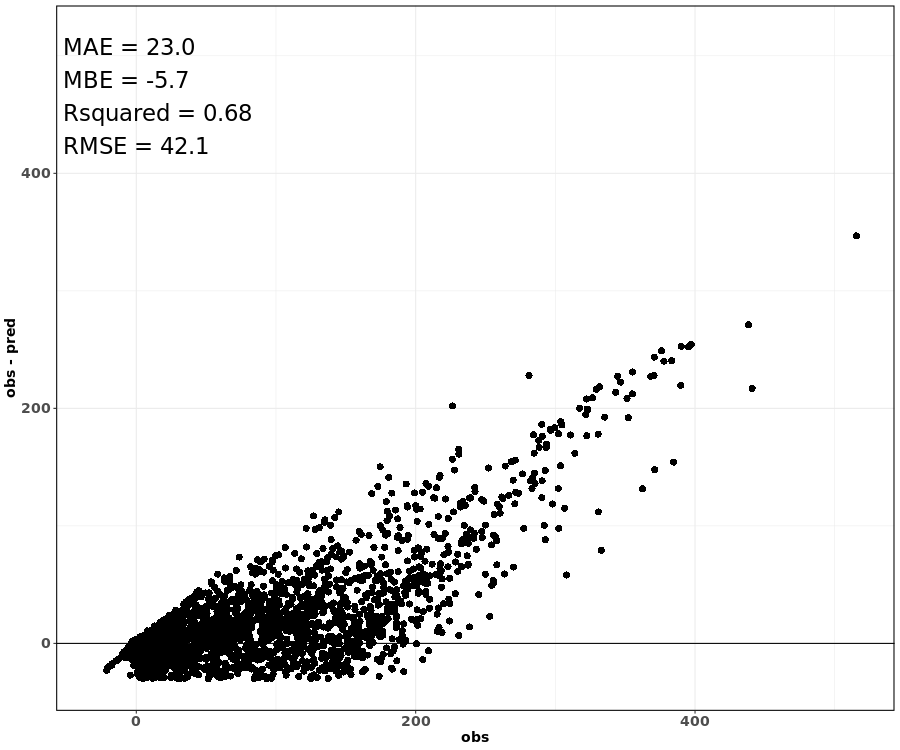 MAE = 23.0
MBE = -5.7
Rsquared = 0.68
RMSE = 42.1
400
200
0
obs - pred
0 200 400
obs